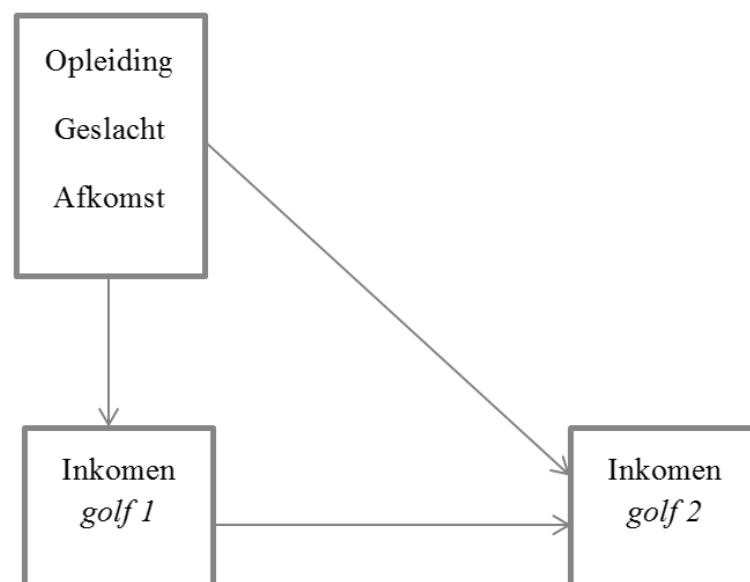 Opleiding
Geslacht
Afkomst
Inkomen
golf 1
Inkomen
golf 2